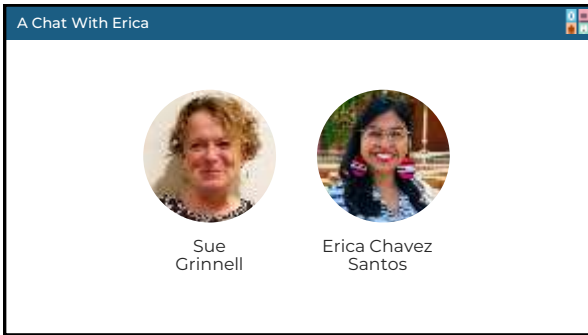 A Chat With Erica
Sue
Grinnell
Erica Chavez
Santos